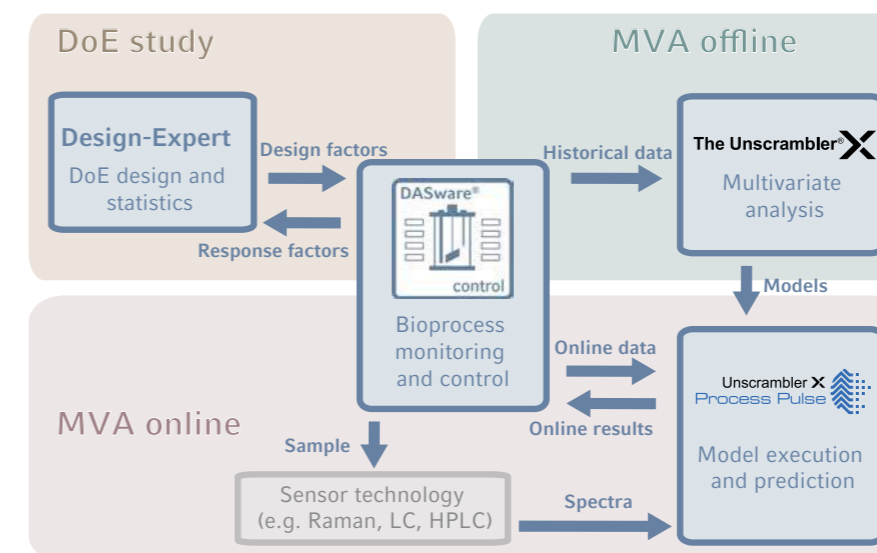 DoE study
MVA offline
Design-Expert
DoE design and
statistics
Design factors
Response factors
DASware®
control
Bioprocess
monitoring
and control
Historical data
The Unscrambler® X
Multivariate
analysis
Models
MVA online
Online data
Online results
Unscrambler X
Process Pulse
Model execution
and prediction
Sample
Sensor technology
(e.g. Raman, LC, HPLC)
Spectra